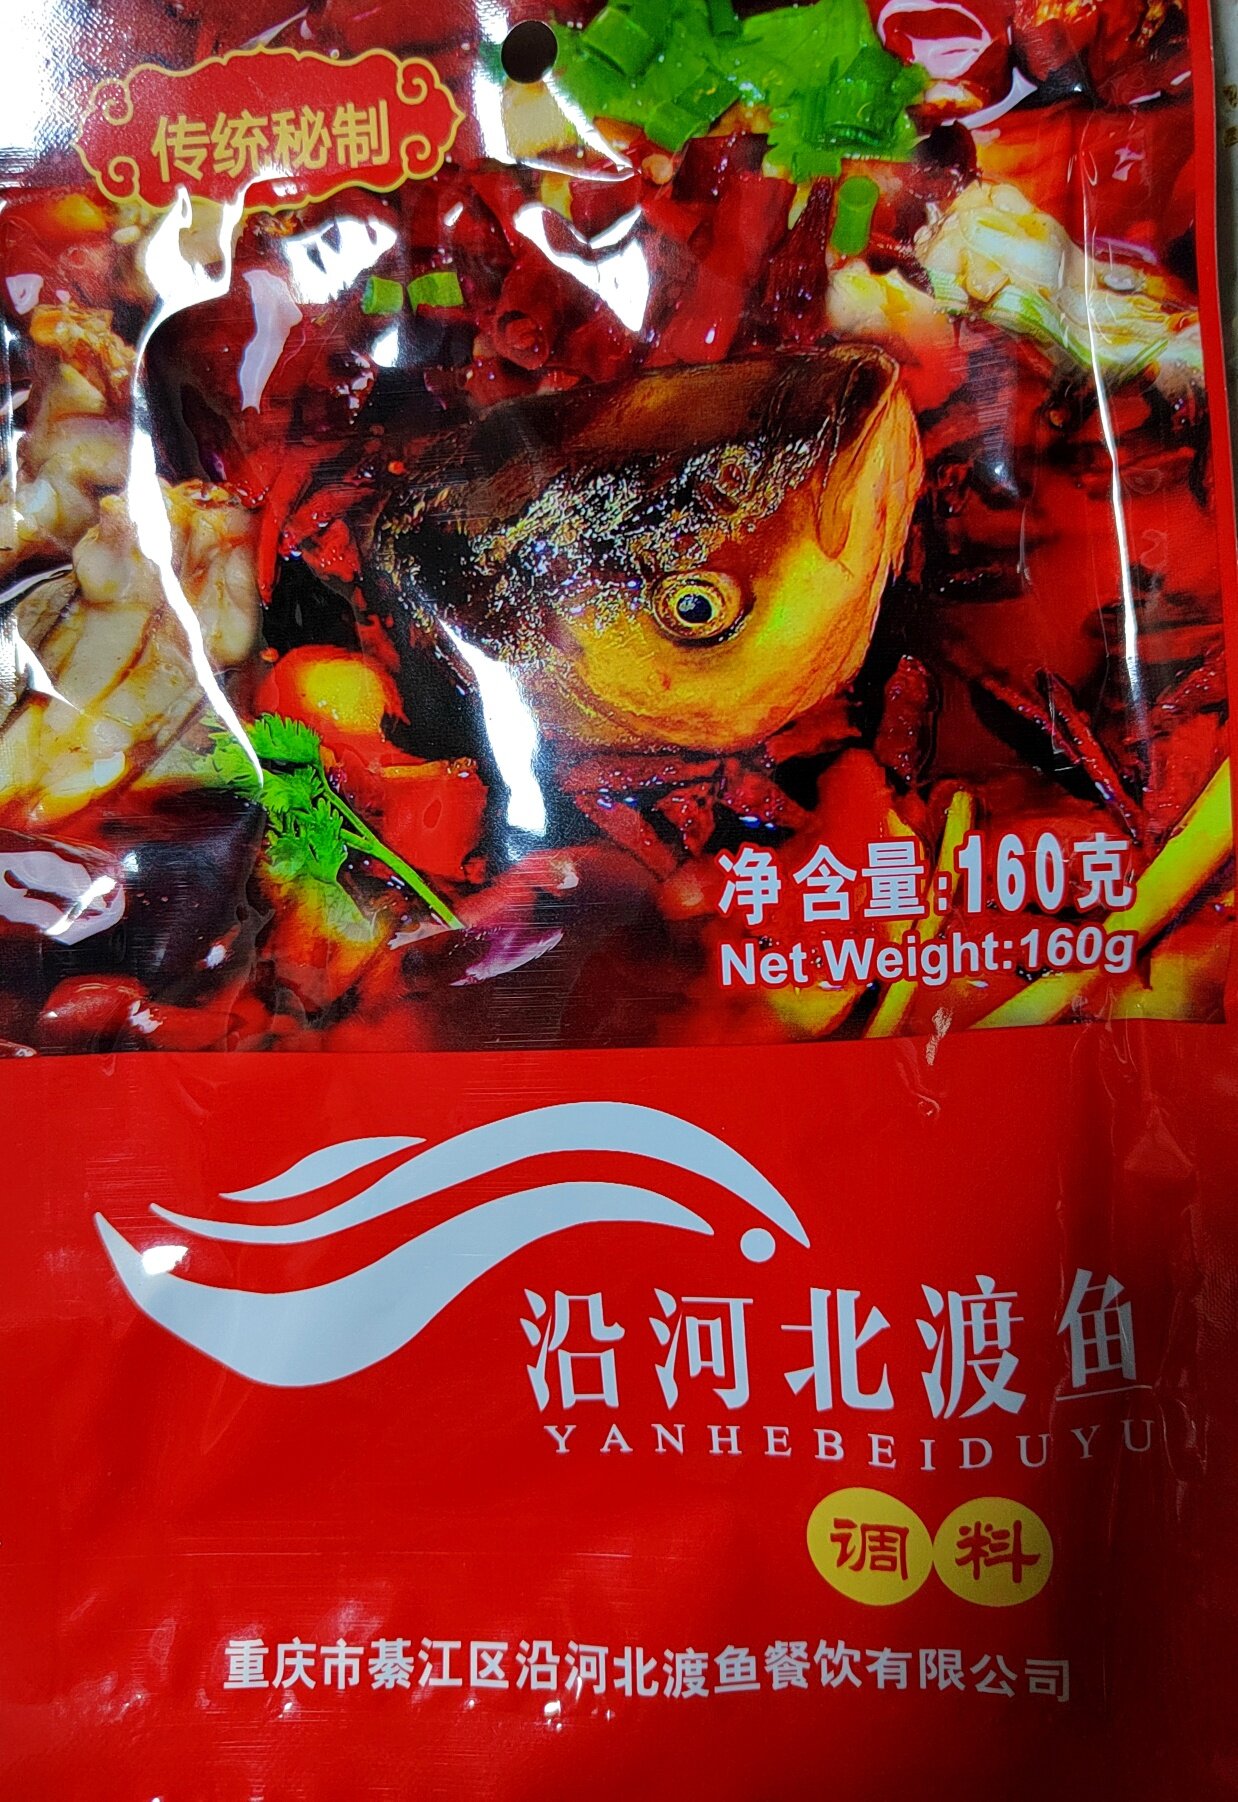 传统秘制
净含量:160克
Net Weight:160g
沿河北渡鱼
YANHEBEIDUYU
调料
重庆市綦江区沿河北渡鱼餐饮有限公司